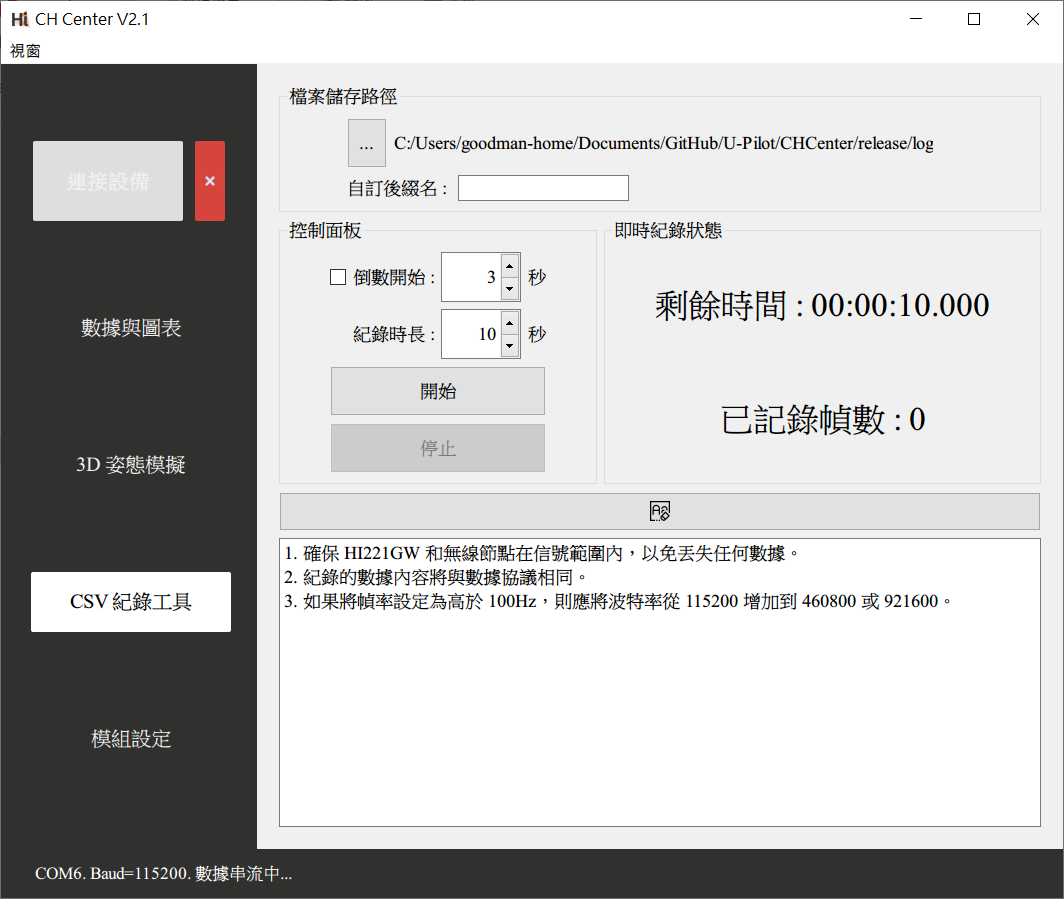 Hi CH Center V2.1
視窗
連接設備
×
數據與圖表
3D 姿態模擬
CSV 紀錄工具
模組設定
檔案儲存路徑
... C:/Users/goodman-home/Documents/GitHub/U-Pilot/CHCenter/release/log
自訂後綴名 :
控制面板
倒數開始 : 3 秒
紀錄時長 : 10 秒
開始
停止
即時紀錄狀態
剩餘時間 : 00:00:10.000
已記錄幀數 : 0
1. 確保 HI221GW 和無線節點在信號範圍內，以免丟失任何數據。
2. 紀錄的數據內容將與數據協議相同。
3. 如果將幀率設定為高於 100Hz，則應將波特率從 115200 增加到 460800 或 921600。
COM6. Baud=115200. 數據串流中...